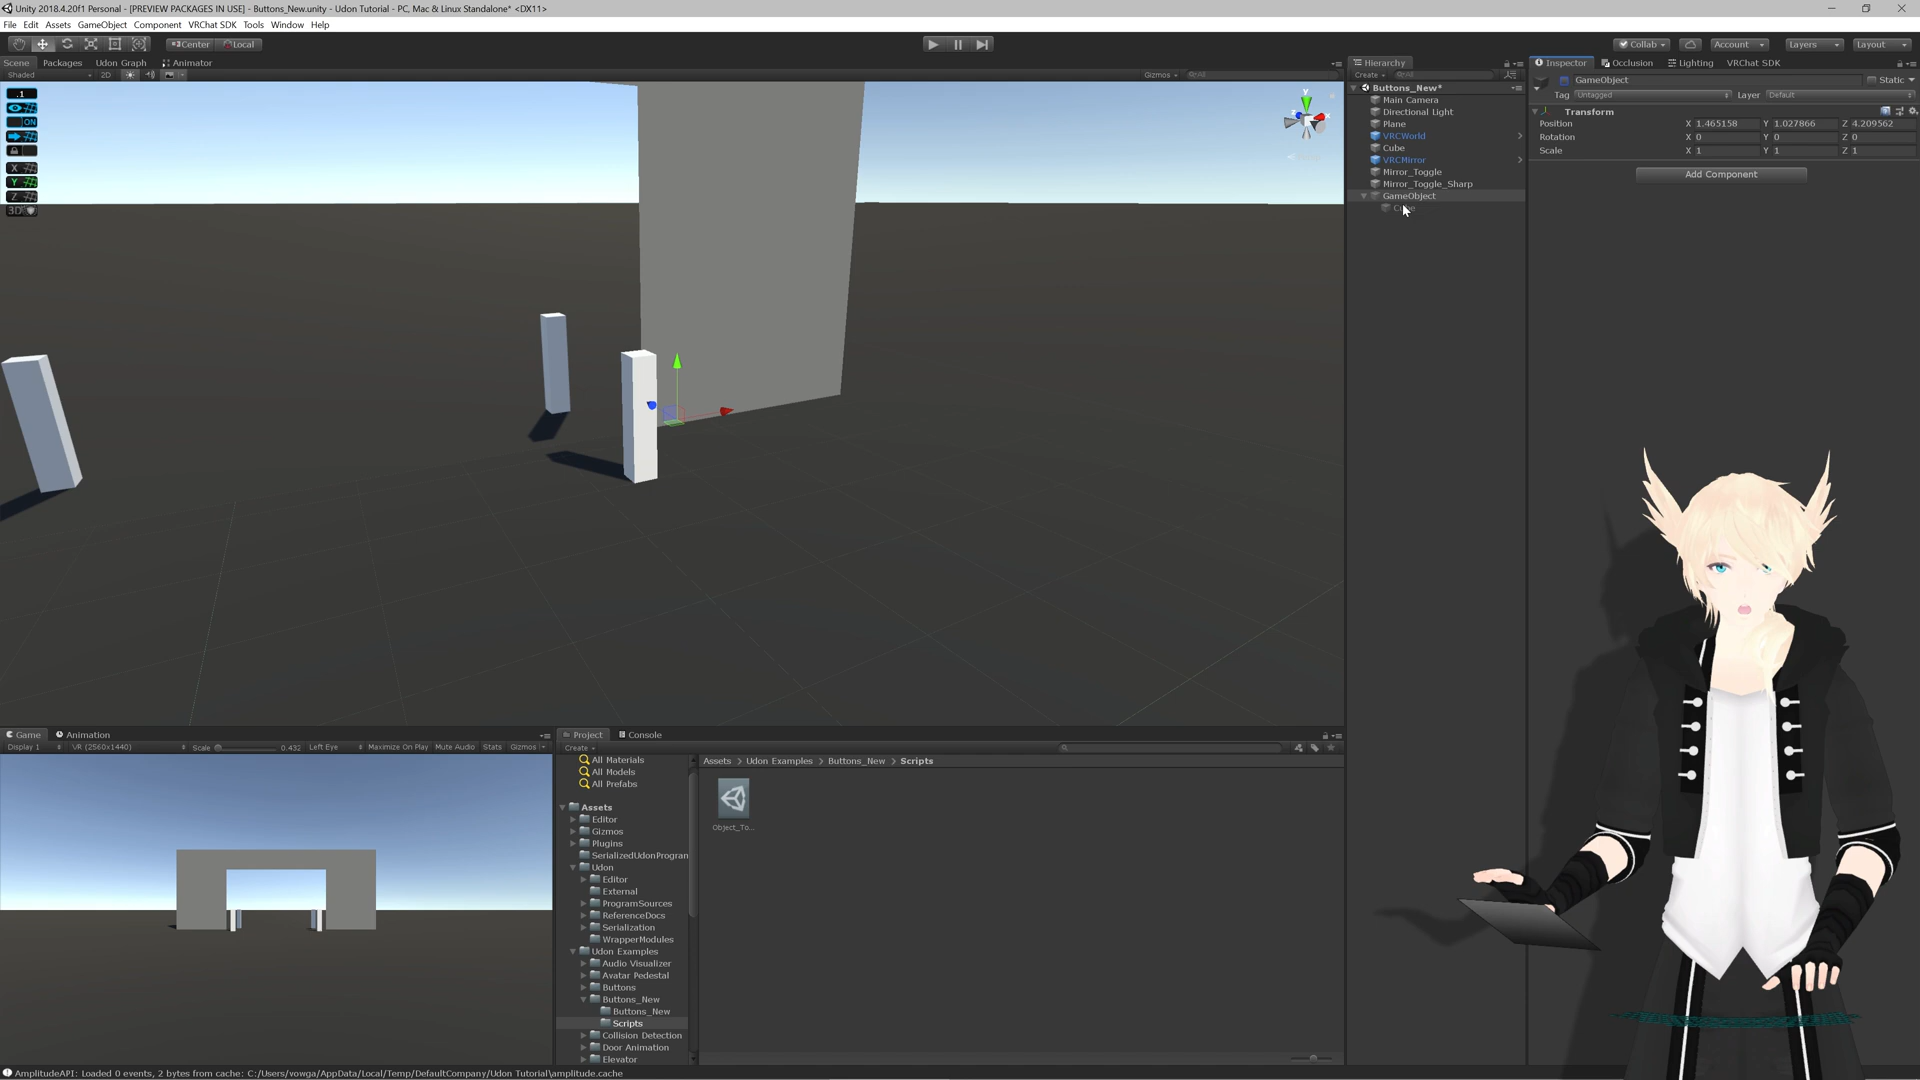 Unity 2018.4.20f1 Personal - [PREVIEW PACKAGES IN USE] - Buttons_New.unity - Udon Tutorial - PC, Mac & Linux Standalone* <DX11>
File Edit Assets GameObject Component VRChat SDK Tools Window Help
Center Local
Collab Account Layers Layout
Scene Packages Udon Graph Animator
Shaded 2D Gizmos
.1
ON
X
Y
Z
3D
y
Hierarchy
Create
Buttons_New*
Main Camera
Directional Light
Plane
VRCWorld
Cube
VRCMirror
Mirror_Toggle
Mirror_Toggle_Sharp
GameObject
Inspector Occlusion Lighting VRChat SDK
GameObject Static
Tag Untagged Layer Default
Transform
Position X 1.465158 Y 1.027866 Z 4.209562
Rotation X 0 Y 0 Z 0
Scale X 1 Y 1 Z 1
Add Component
Game Animation
Display 1 VR (2560x1440) Scale 0.432 Left Eye Maximize On Play Mute Audio Stats Gizmos
Project Console
Create
All Materials
All Models
All Prefabs
Assets
Editor
Gizmos
Plugins
SerializedUdonProgran
Udon
Editor
External
ProgramSources
ReferenceDocs
Serialization
WrapperModules
Udon Examples
Audio Visualizer
Avatar Pedestal
Buttons
Buttons_New
Buttons_New
Scripts
Collision Detection
Door Animation
Elevator
Assets > Udon Examples > Buttons_New > Scripts
Object_To...
AmplitudeAPI: Loaded 0 events, 2 bytes from cache: C:/Users/vowga/AppData/Local/Temp/DefaultCompany/Udon Tutorial\amplitude.cache